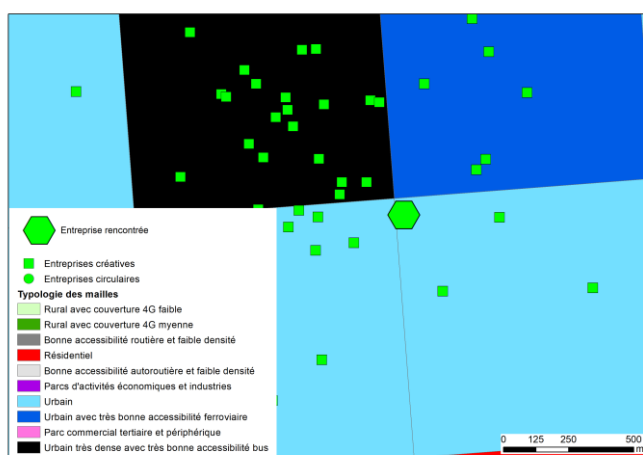 Entreprise rencontrée
Entreprises créatives
Entreprises circulaires
Typologie des mailles
Rural avec couverture 4G faible
Rural avec couverture 4G myenne
Bonne accessibilité routière et faible densité
Résidentiel
Bonne accessibilité autoroutière et faible densité
Parcs d'activités économiques et industries
Urbain
Urbain avec très bonne accessibilité ferroviaire
Parc commercial tertiaire et périphérique
Urbain très dense avec très bonne accessibilité bus
0 125 250 500
m